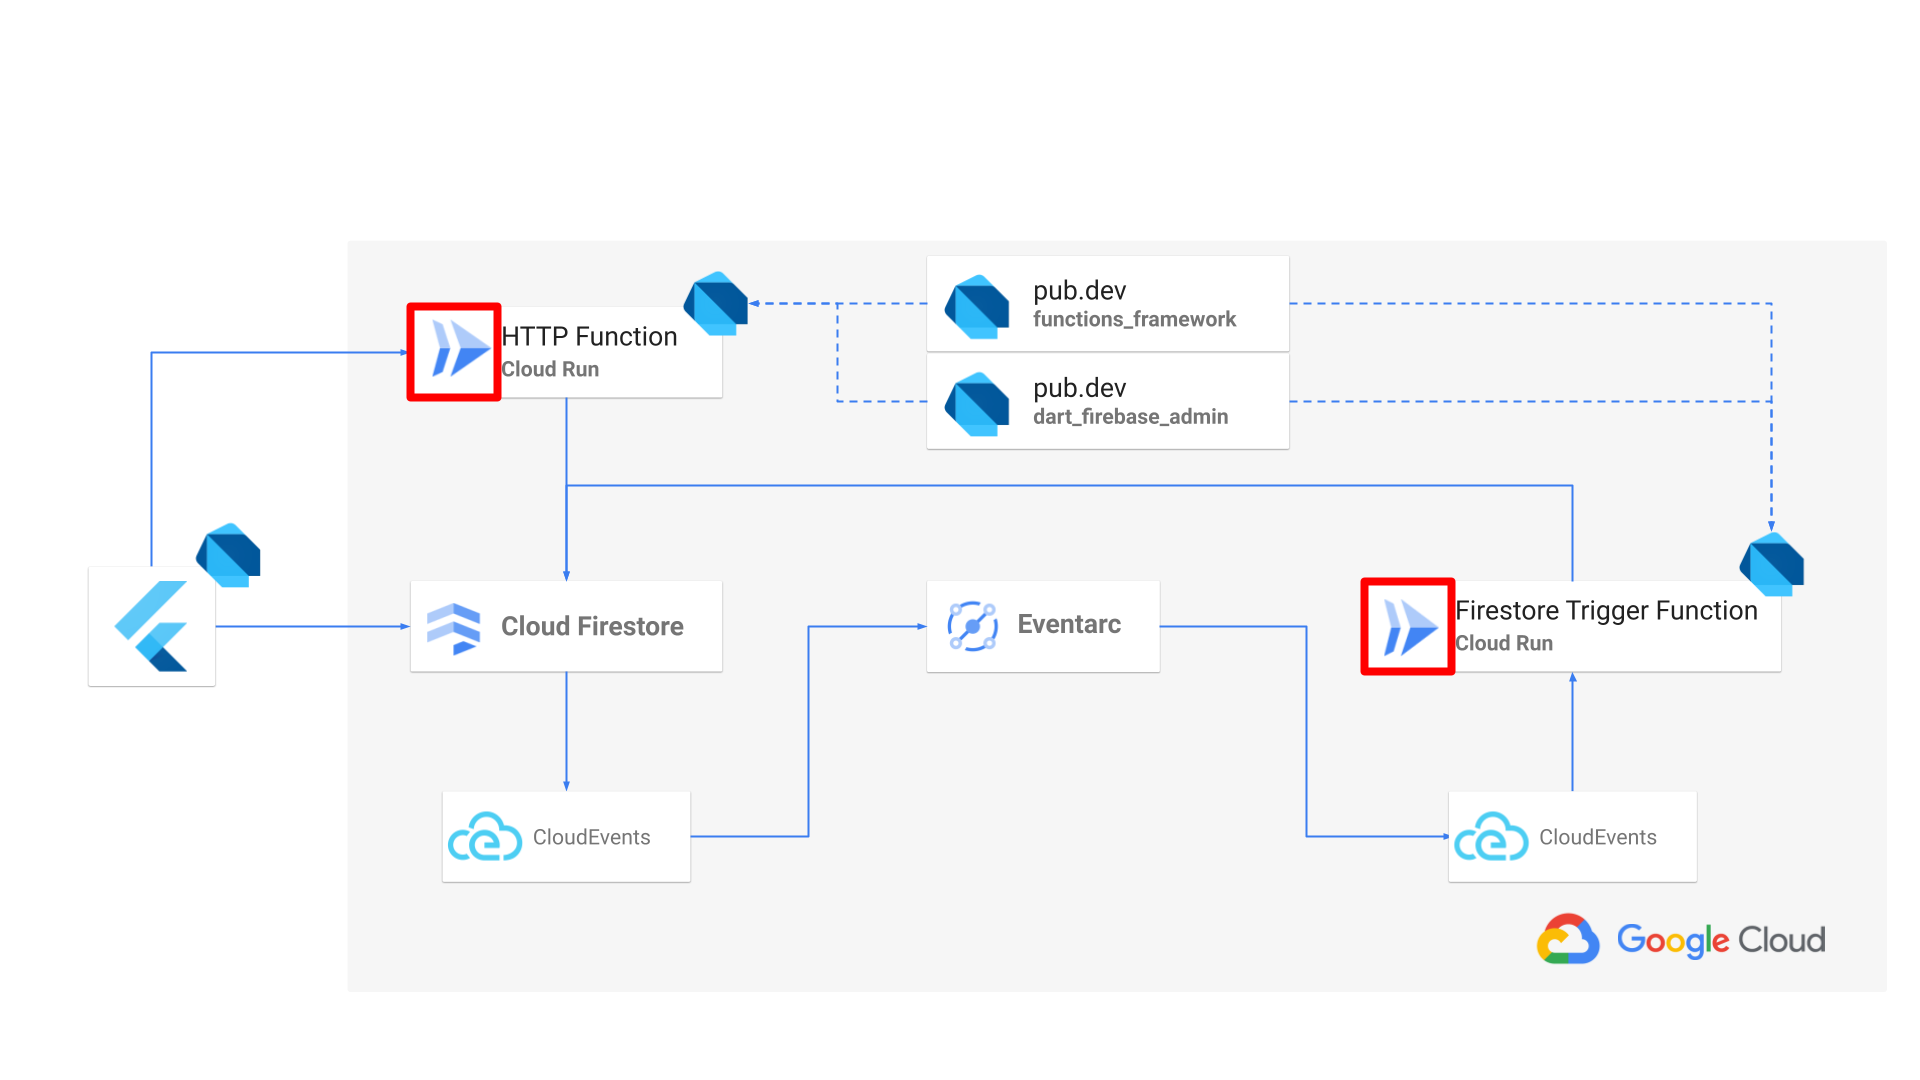 pub.dev
functions_framework
HTTP Function
Cloud Run
pub.dev
dart_firebase_admin
Cloud Firestore
Eventarc
Firestore Trigger Function
Cloud Run
CloudEvents
CloudEvents
Google Cloud